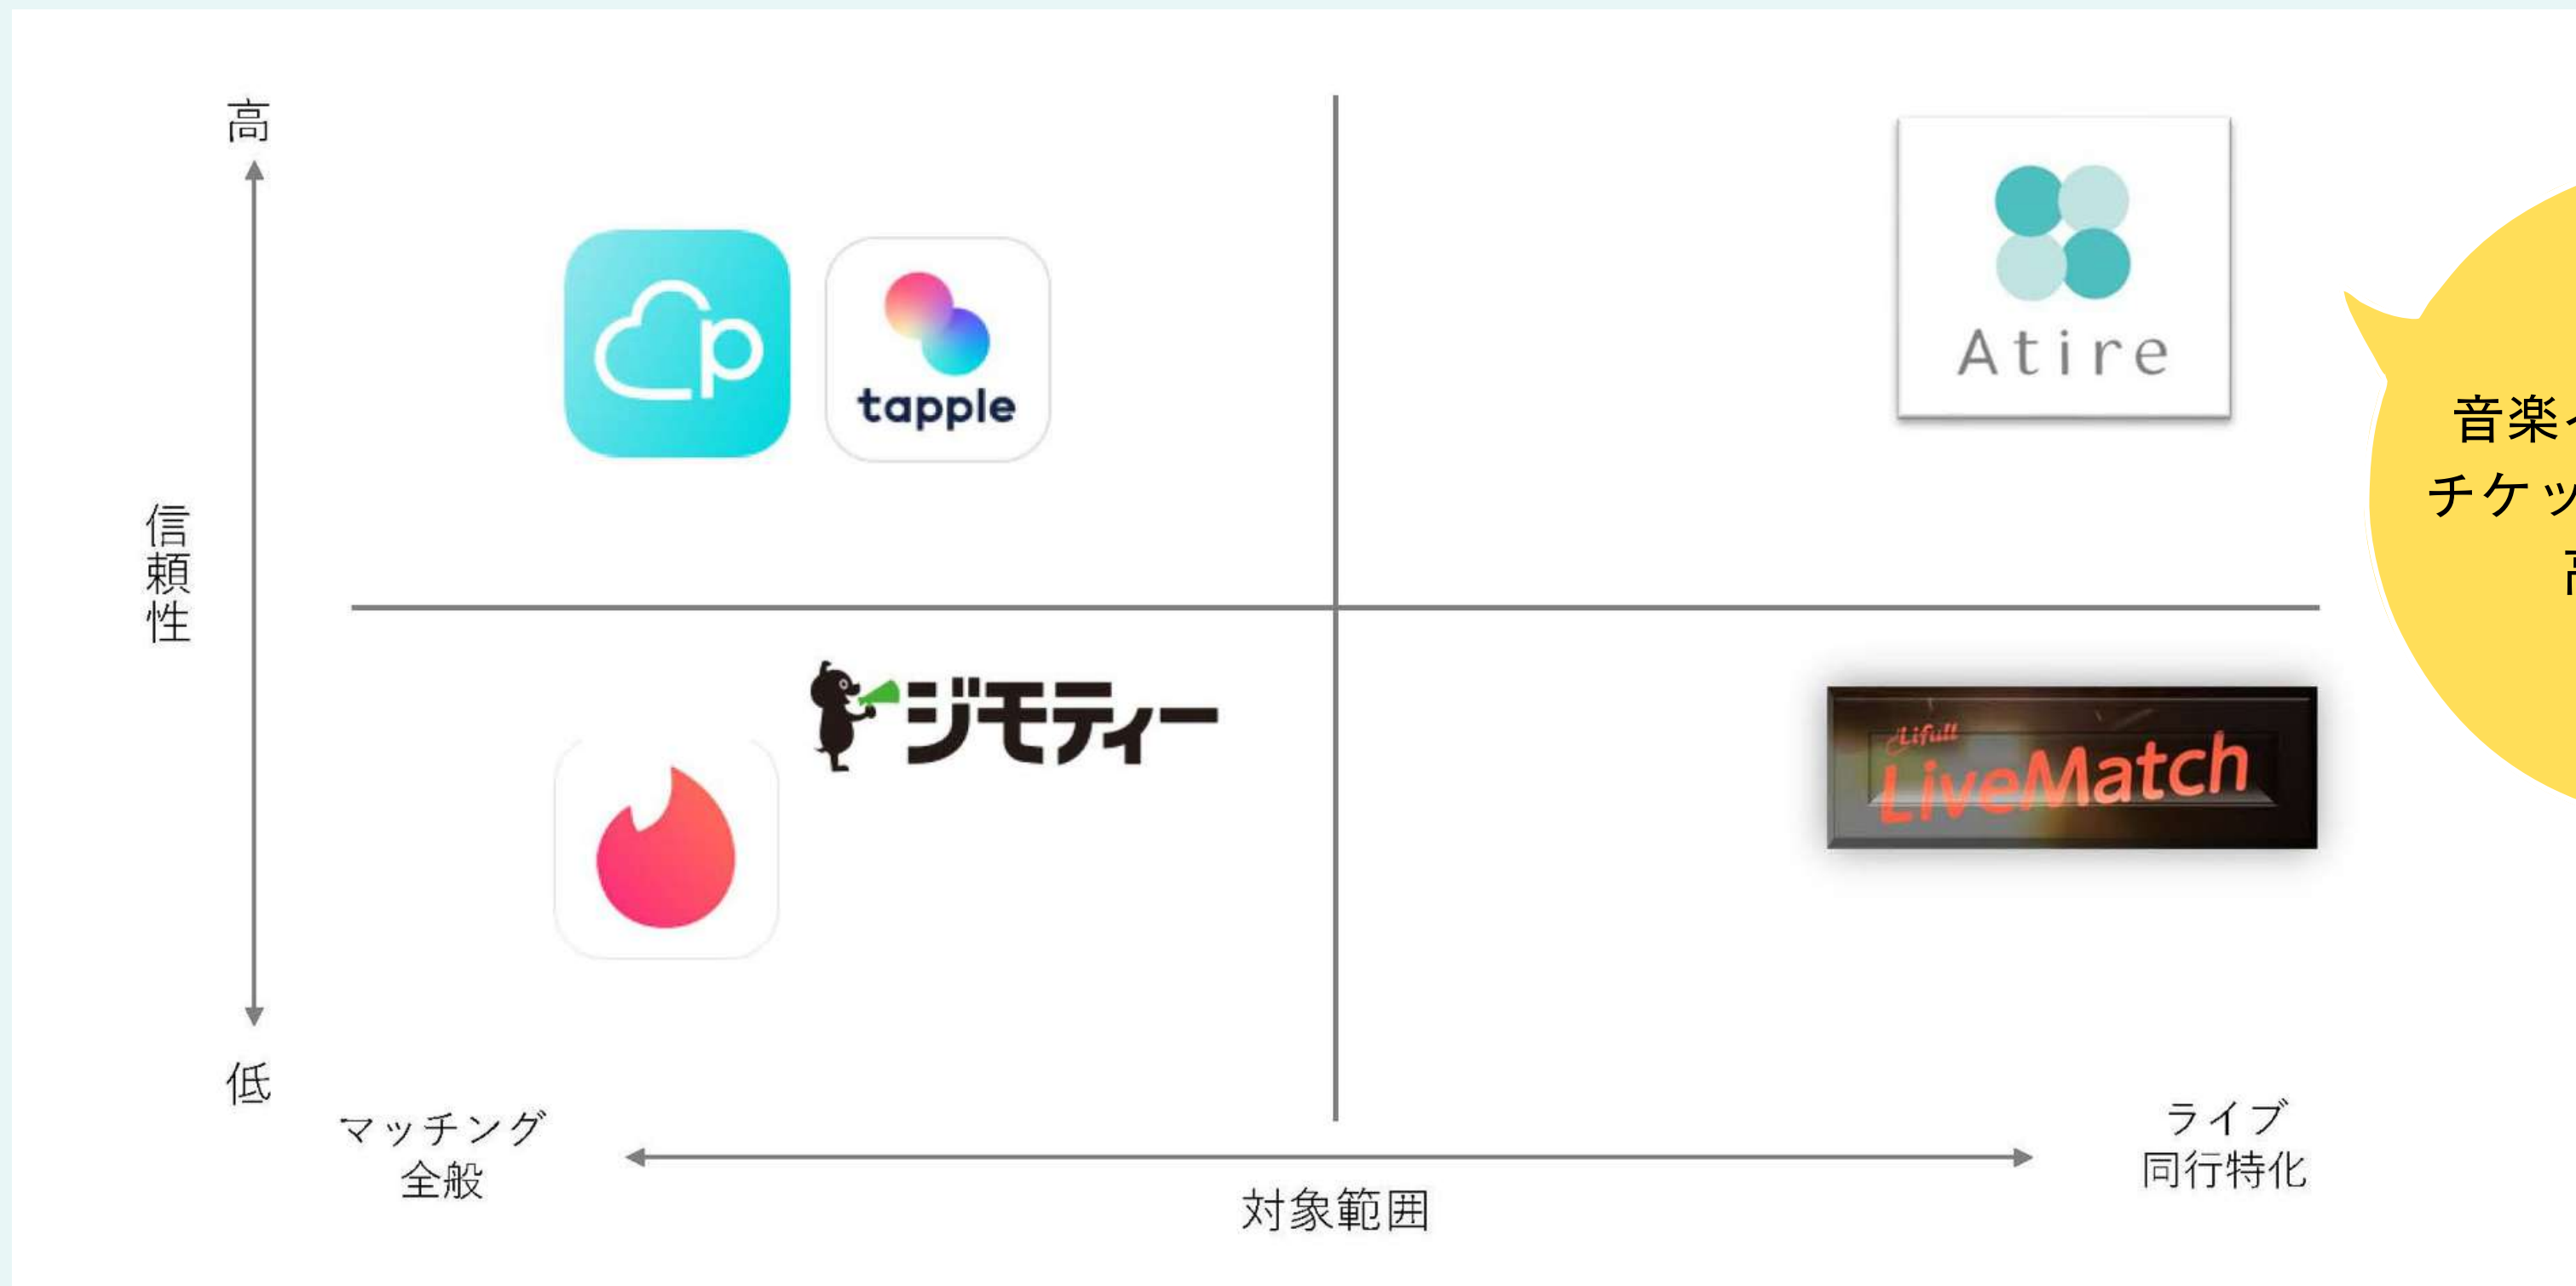 高
p
tapple
Atire
音楽
チケッ
信頼性
ジモティー
Lifull
LiveMatch
低
マッチング
全般
ライブ
同行特化
対象範囲